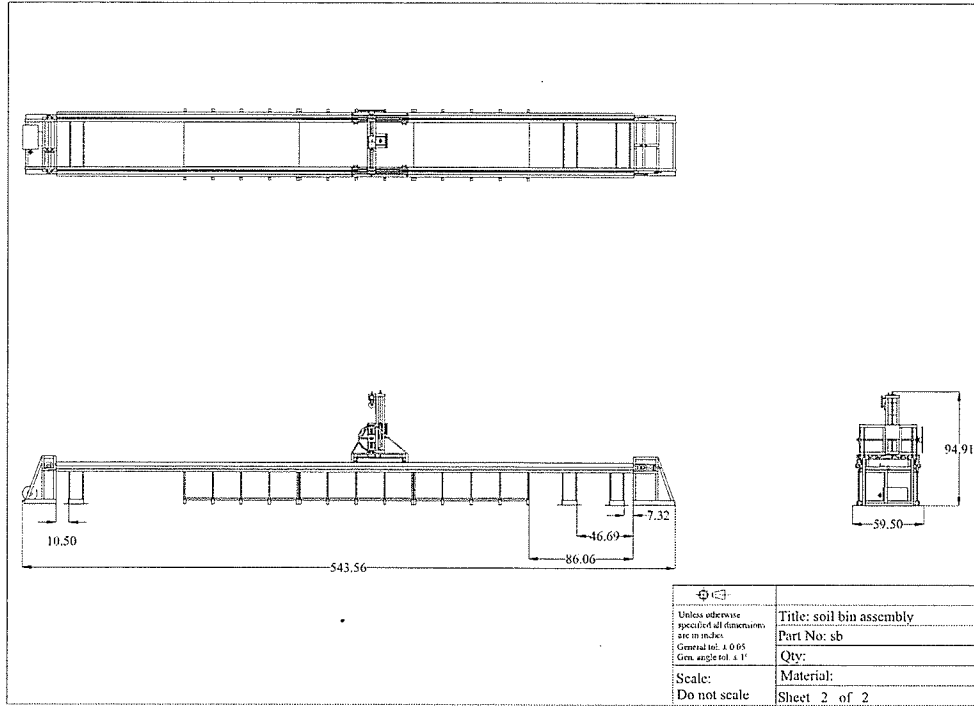 94.91
59.50
10.50
7.32
46.69
86.06
543.56
Unless otherwise
specified all dimensions
are in inches
General tol. ± 0.05
Gen. angle tol. ± 1°
Scale:
Do not scale
Title: soil bin assembly
Part No: sb
Qty:
Material:
Sheet 2 of 2